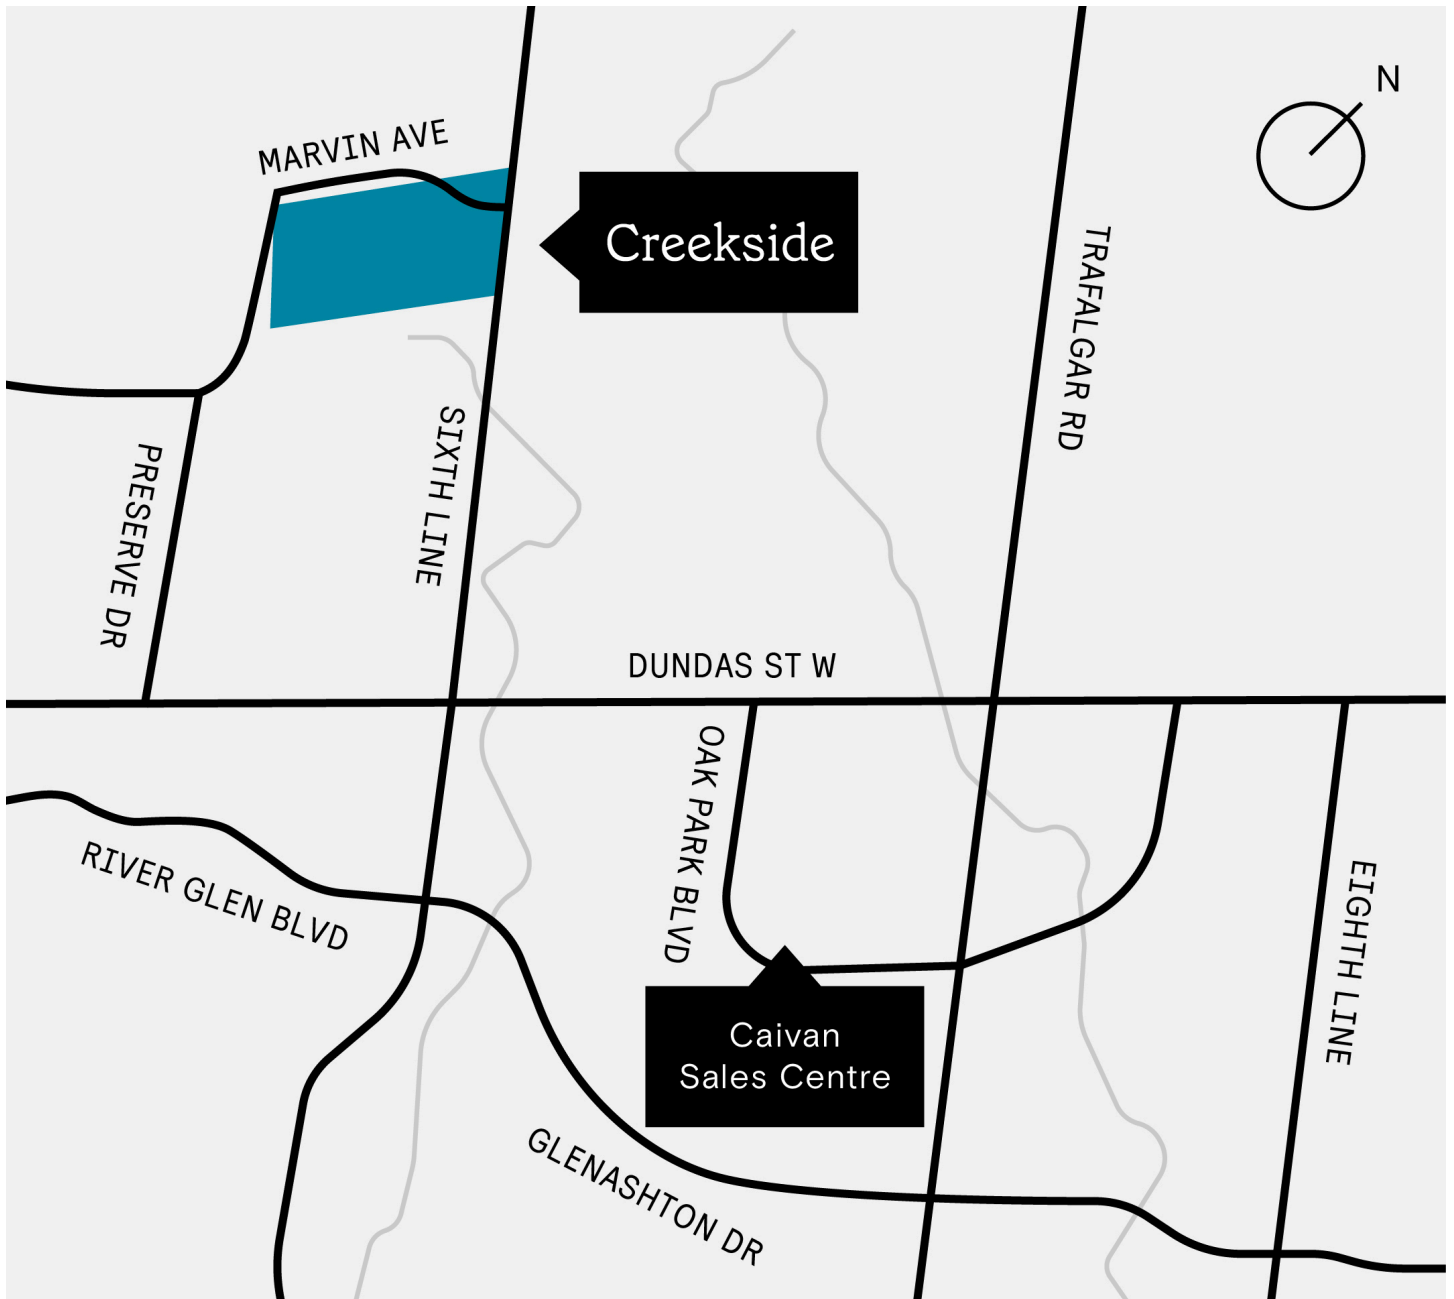 N
MARVIN AVE
Creekside
TRAFALGAR RD
SIXTH LINE
PRESERVE DR
DUNDAS ST W
OAK PARK BLVD
RIVER GLEN BLVD
EIGHTH LINE
Caivan
Sales Centre
GLENASHTON DR